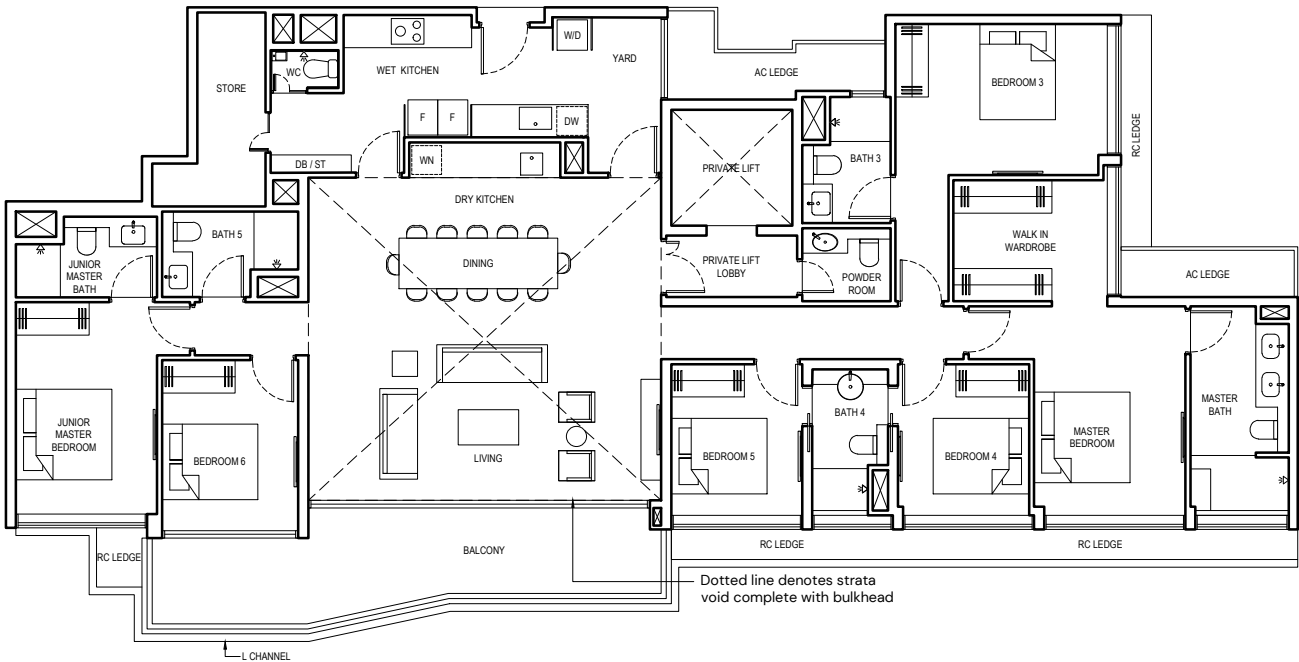 W/D
WET KITCHEN
YARD
WC
STORE
AC LEDGE
BEDROOM 3
RC LEDGE
F
F
DW
DB / ST
WN
PRIVATE LIFT
BATH 3
DRY KITCHEN
BATH 5
JUNIOR
MASTER
BATH
DINING
PRIVATE LIFT
LOBBY
POWDER
ROOM
WALK IN
WARDROBE
AC LEDGE
JUNIOR
MASTER
BEDROOM
BEDROOM 6
LIVING
BEDROOM 5
BATH 4
BEDROOM 4
MASTER
BEDROOM
MASTER
BATH
RC LEDGE
BALCONY
RC LEDGE
RC LEDGE
Dotted line denotes strata
void complete with bulkhead
L CHANNEL